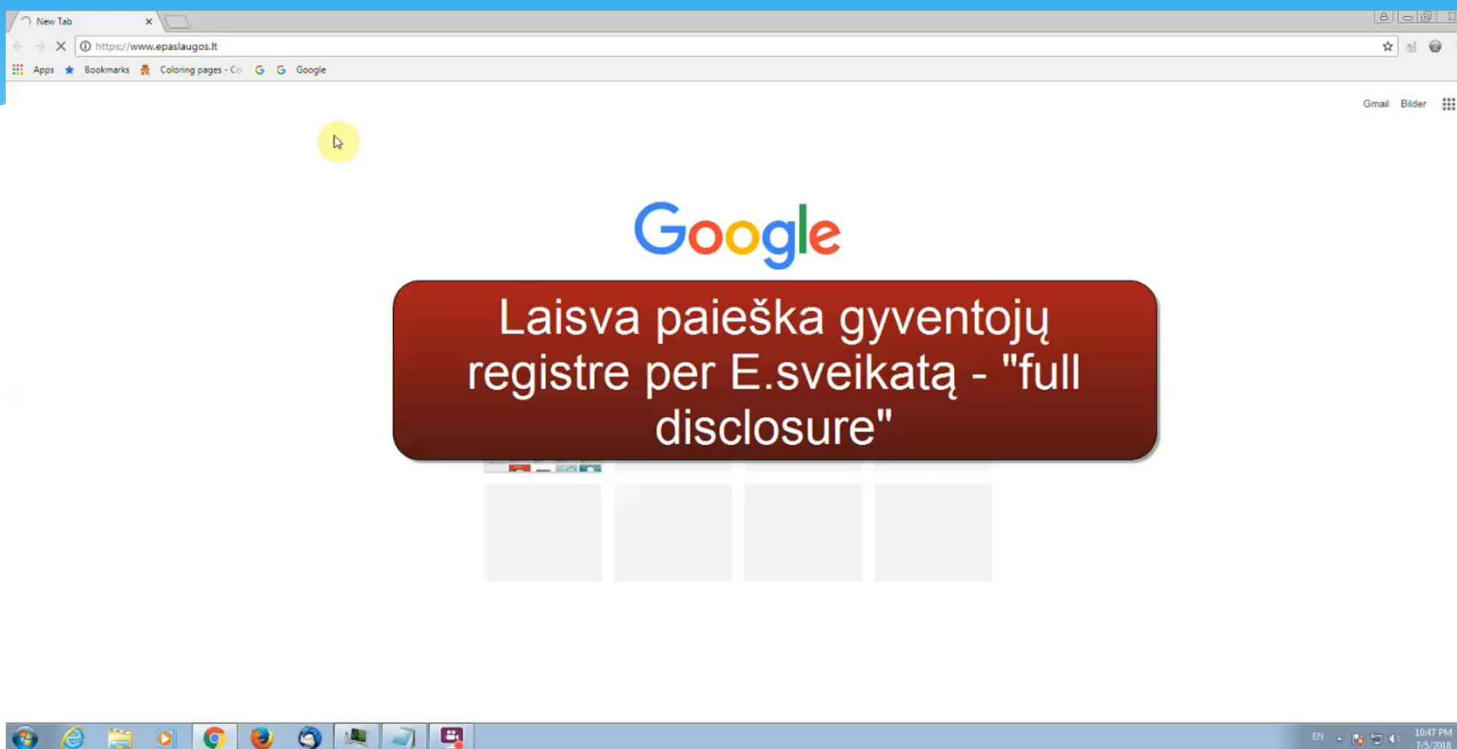 New Tab
https://www.epaslaugos.lt
Apps Bookmarks Coloring pages - Co Google
Gmail Bilder
Google
Laisva paieška gyventojų
registre per E.sveikatą - "full
disclosure"
EN 10:47 PM
7/5/2018